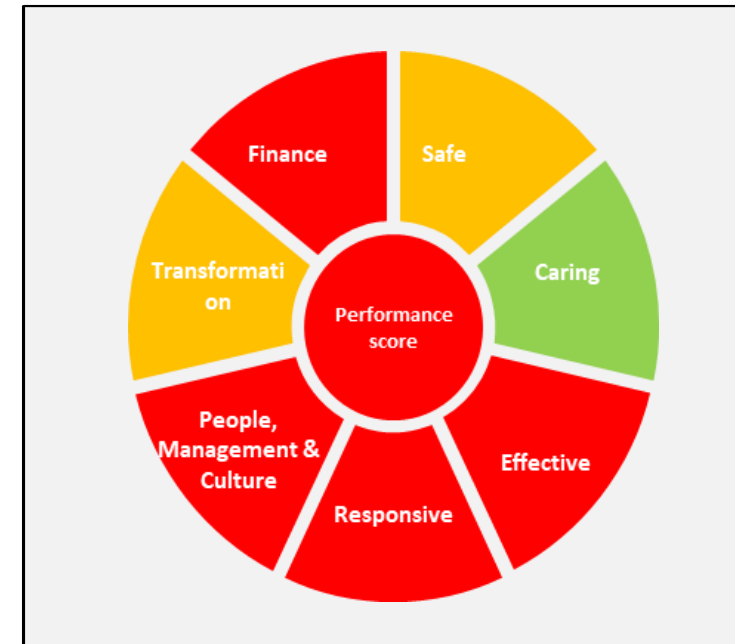 Finance
Safe
Transformati
on
Caring
Performance
score
People,
Management &
Culture
Effective
Responsive